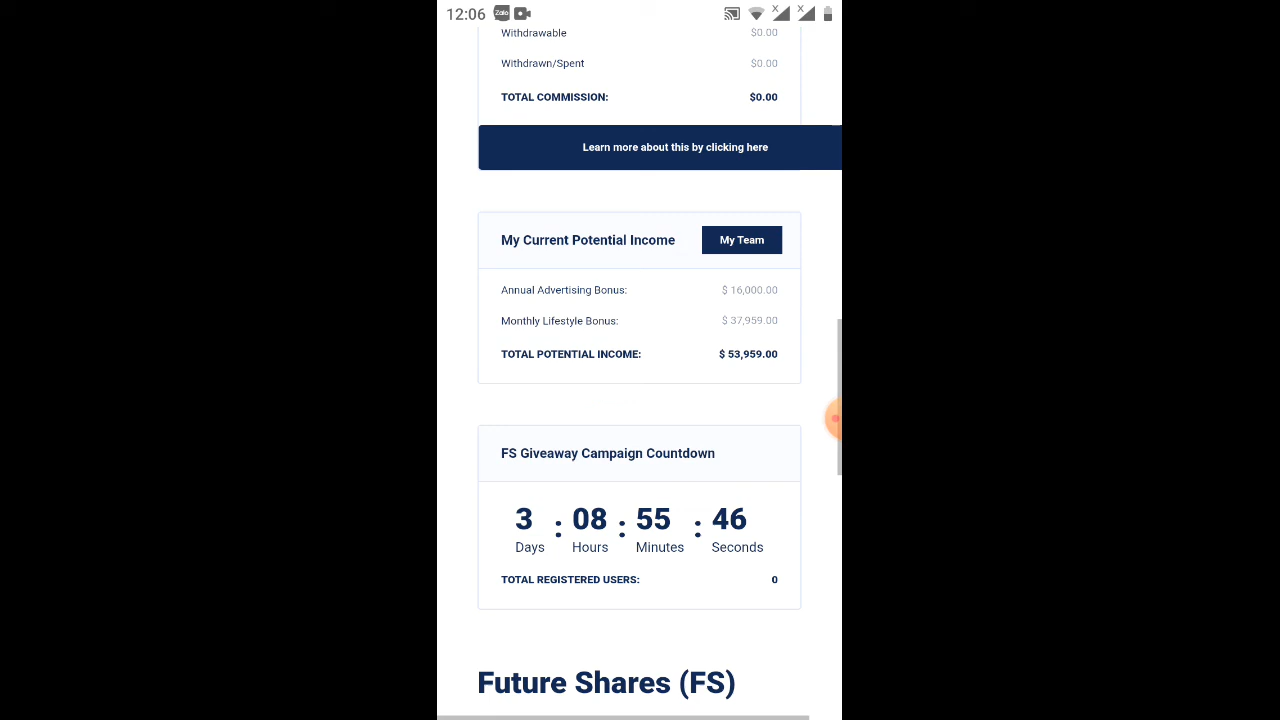 12:06 Zalo
Withdrawable $0.00
Withdrawn/Spent $0.00
TOTAL COMMISSION: $0.00
Learn more about this by clicking here
My Current Potential Income My Team
Annual Advertising Bonus: $ 16,000.00
Monthly Lifestyle Bonus: $ 37,959.00
TOTAL POTENTIAL INCOME: $ 53,959.00
FS Giveaway Campaign Countdown
3 : 08 : 55 : 46
Days Hours Minutes Seconds
TOTAL REGISTERED USERS: 0
Future Shares (FS)